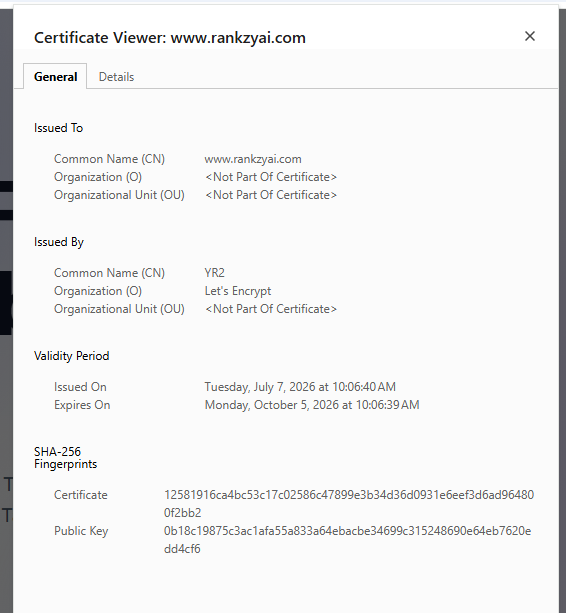 Certificate Viewer: www.rankzyai.com
General Details
Issued To
Common Name (CN) www.rankzyai.com
Organization (O) <Not Part Of Certificate>
Organizational Unit (OU) <Not Part Of Certificate>
Issued By
Common Name (CN) YR2
Organization (O) Let's Encrypt
Organizational Unit (OU) <Not Part Of Certificate>
Validity Period
Issued On Tuesday, July 7, 2026 at 10:06:40 AM
Expires On Monday, October 5, 2026 at 10:06:39 AM
SHA-256
Fingerprints
Certificate 12581916ca4bc53c17c02586c47899e3b34d36d0931e6eef3d6ad96480
0f2bb2
Public Key 0b18c19875c3ac1afa55a833a64ebacbe34699c315248690e64eb7620e
dd4cf6